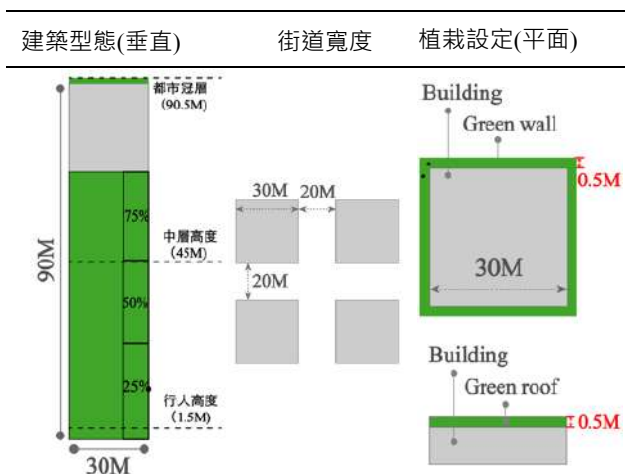 建築型態(垂直) 街道寬度 植栽設定(平面)
都市冠層
(90.5M)
75%
中層高度
(45M)
50%
25%
行人高度
(1.5M)
90M
30M
30M 20M
20M
Building
Green wall
0.5M
30M
Building
Green roof
0.5M